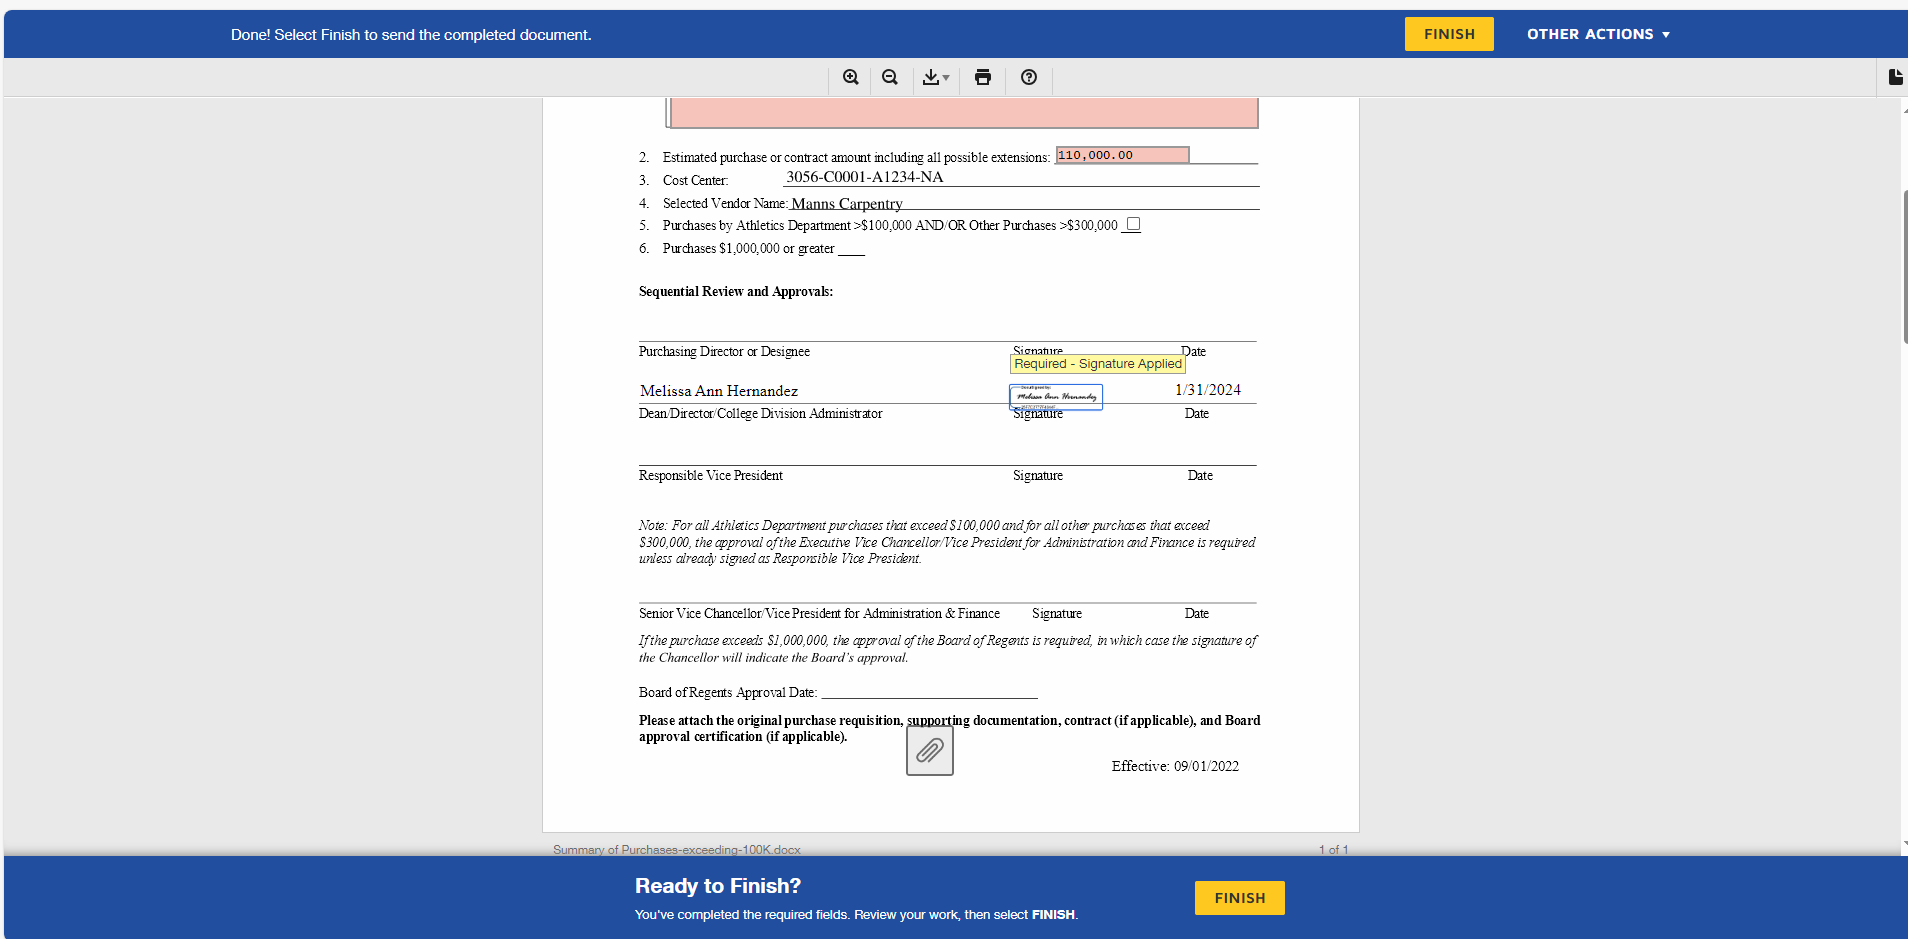 Done! Select Finish to send the completed document.
FINISH
OTHER ACTIONS
2. Estimated purchase or contract amount including all possible extensions: 110,000.00
3. Cost Center: 3056-C0001-A1234-NA
4. Selected Vendor Name: Manns Carpentry
5. Purchases by Athletics Department >$100,000 AND/OR Other Purchases >$300,000
6. Purchases $1,000,000 or greater ____
Sequential Review and Approvals:
Purchasing Director or Designee Signature Date
Required - Signature Applied
Melissa Ann Hernandez Melissa Ann Hernandez 1/31/2024
Dean/Director/College Division Administrator Signature Date
Responsible Vice President Signature Date
Note: For all Athletics Department purchases that exceed $100,000 and for all other purchases that exceed
$300,000, the approval of the Executive Vice Chancellor/Vice President for Administration and Finance is required
unless already signed as Responsible Vice President.
Senior Vice Chancellor/Vice President for Administration & Finance Signature Date
If the purchase exceeds $1,000,000, the approval of the Board of Regents is required, in which case the signature of
the Chancellor will indicate the Board's approval.
Board of Regents Approval Date:
Please attach the original purchase requisition, supporting documentation, contract (if applicable), and Board
approval certification (if applicable).
Effective: 09/01/2022
Summary of Purchases-exceeding-100K.docx 1 of 1
Ready to Finish?
You've completed the required fields. Review your work, then select FINISH.
FINISH